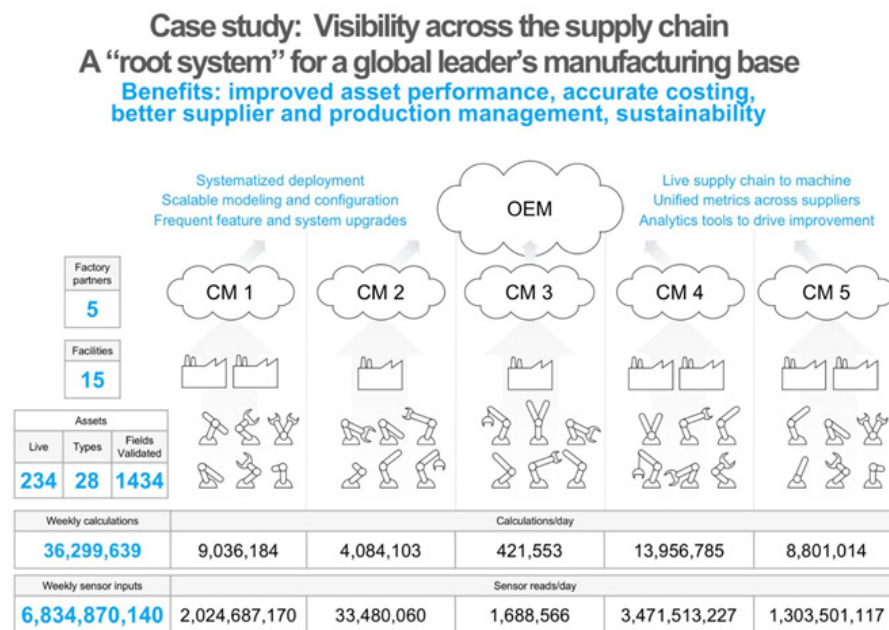 Case study: Visibility across the supply chain
A “root system” for a global leader’s manufacturing base
Benefits: improved asset performance, accurate costing,
better supplier and production management, sustainability
Systematized deployment
Scalable modeling and configuration
Frequent feature and system upgrades
OEM
Live supply chain to machine
Unified metrics across suppliers
Analytics tools to drive improvement
Factory
partners
5
CM 1
CM 2
CM 3
CM 4
CM 5
Facilities
15
Assets
Live
Types
Fields
Validated
234
28
1434
Weekly calculations
Calculations/day
36,299,639
9,036,184
4,084,103
421,553
13,956,785
8,801,014
Weekly sensor inputs
Sensor reads/day
6,834,870,140
2,024,687,170
33,480,060
1,688,566
3,471,513,227
1,303,501,117